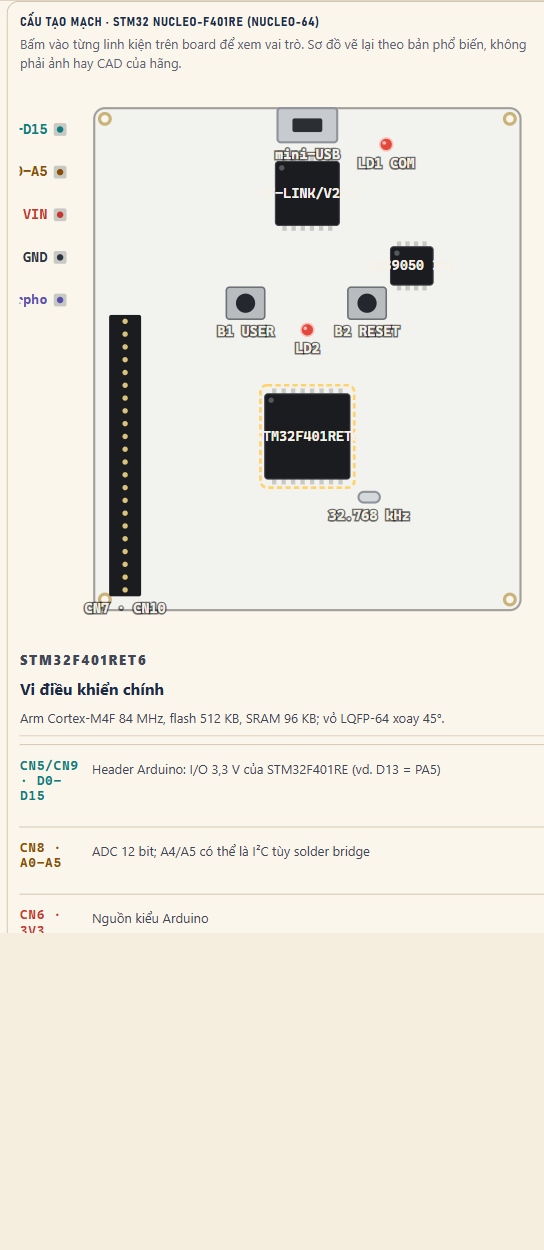 CẤU TẠO MẠCH · STM32 NUCLEO-F401RE (NUCLEO-64)
Bấm vào từng linh kiện trên board để xem vai trò. Sơ đồ vẽ lại theo bản phổ biến, không
phải ảnh hay CAD của hãng.
mini-USB
-D15
LD1 COM
-A5
-LINK/V2
VIN
GND
9050
rpho
B1 USER
B2 RESET
LD2
TM32F401RET
32.768 kHz
CN7 · CN10
STM32F401RET6
Vi điều khiển chính
Arm Cortex-M4F 84 MHz, flash 512 KB, SRAM 96 KB; vỏ LQFP-64 xoay 45°.
CN5/CN9
· D0–
D15
Header Arduino: I/O 3,3 V của STM32F401RE (vd. D13 = PA5)
CN8 ·
A0–A5
ADC 12 bit; A4/A5 có thể là I²C tùy solder bridge
CN6 ·
3V3
Nguồn kiểu Arduino